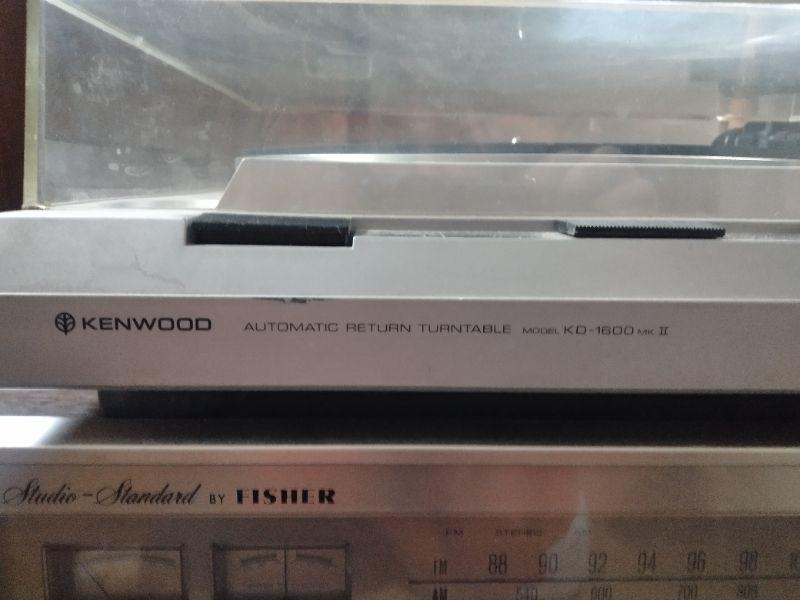 KENWOOD AUTOMATIC RETURN TURNTABLE MODEL KD-1600 MK II
Studio-Standard BY FISHER
FM STEREO AM
FM 88 90 92 94 96 98
AM 540 600 700 800